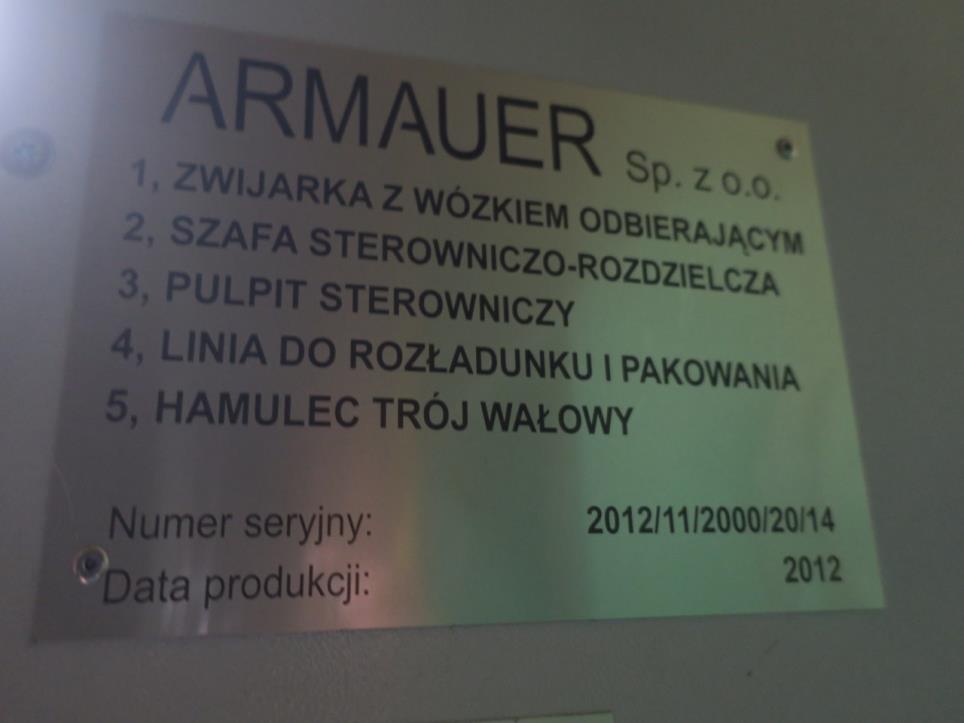 ARMAUER Sp. z o.o.
1, ZWIJARKA Z WÓZKIEM ODBIERAJĄCYM
2, SZAFA STEROWNICZO-ROZDZIELCZA
3, PULPIT STEROWNICZY
4, LINIA DO ROZŁADUNKU I PAKOWANIA
5, HAMULEC TRÓJ WAŁOWY
Numer seryjny: 2012/11/2000/20/14
Data produkcji: 2012